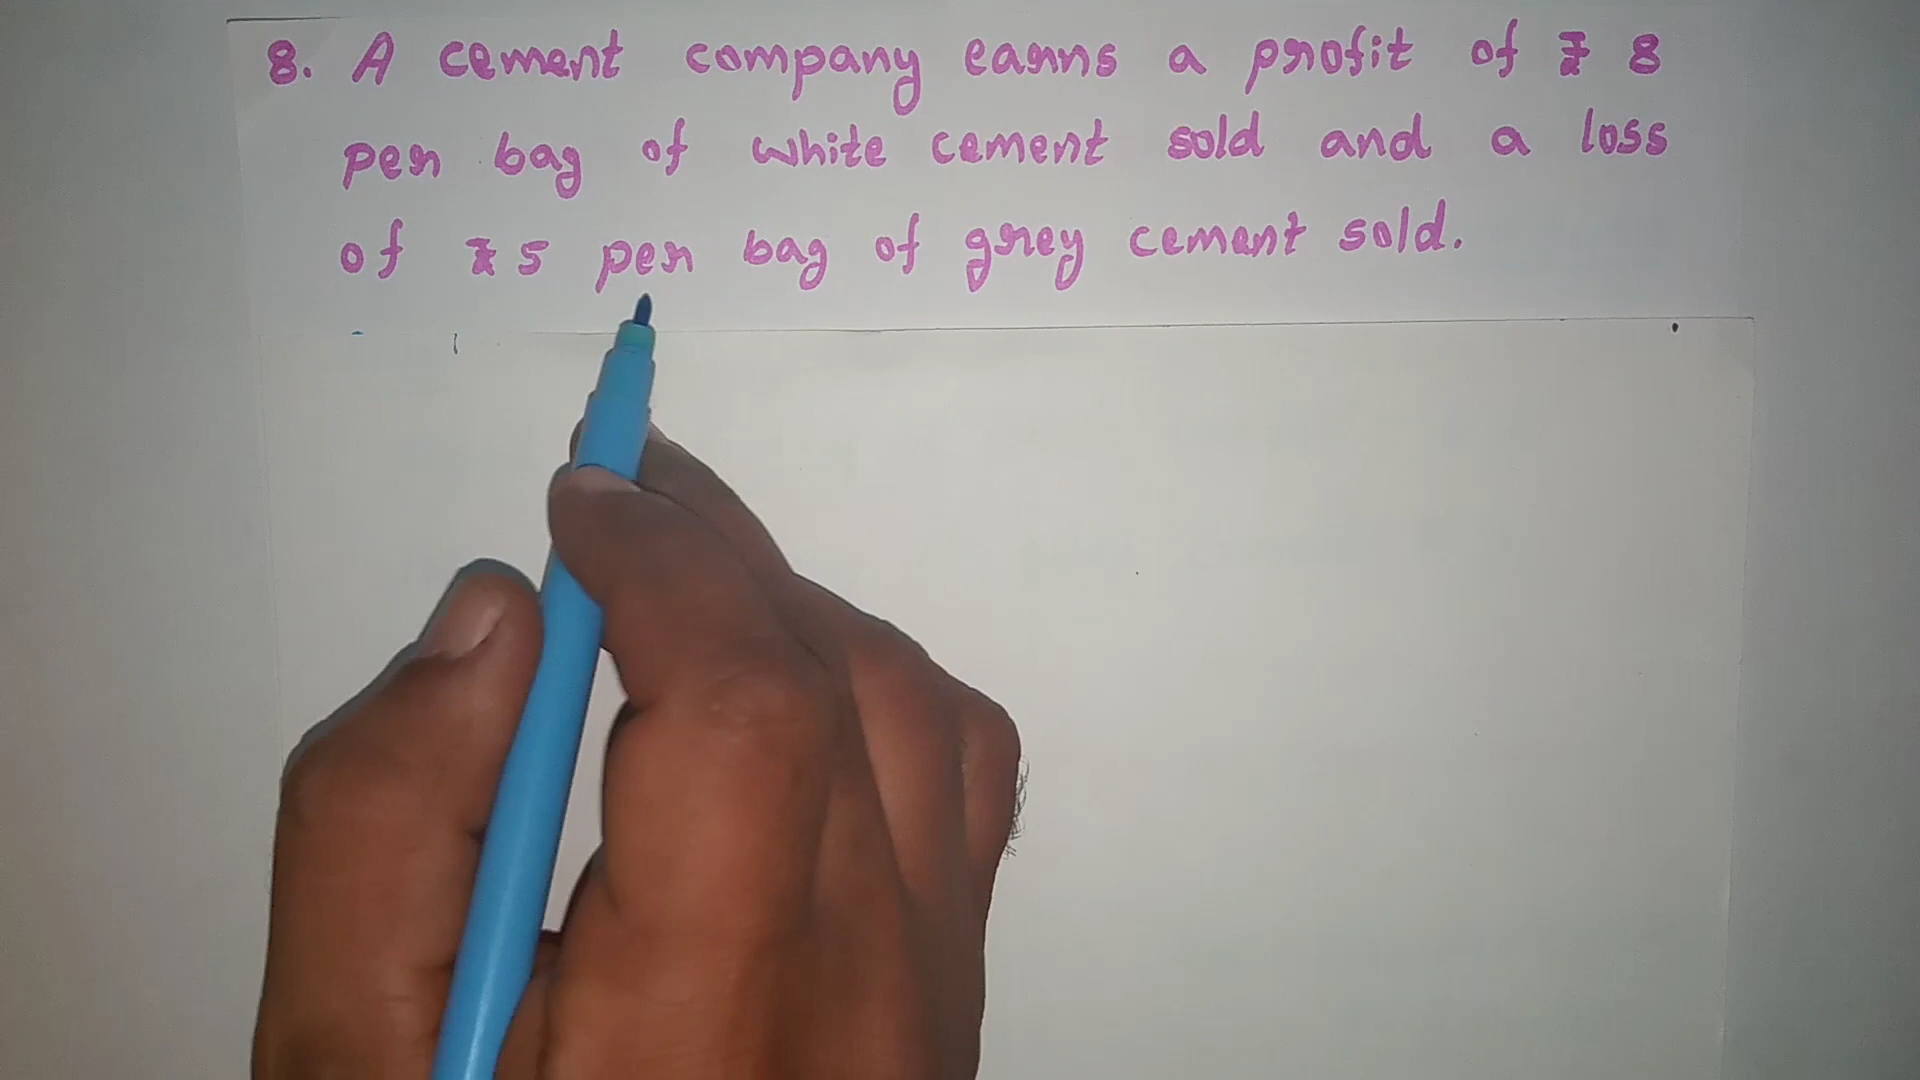 8. A cement company earns a profit of ₹ 8
per bag of white cement sold and a loss
of ₹ 5 per bag of grey cement sold.